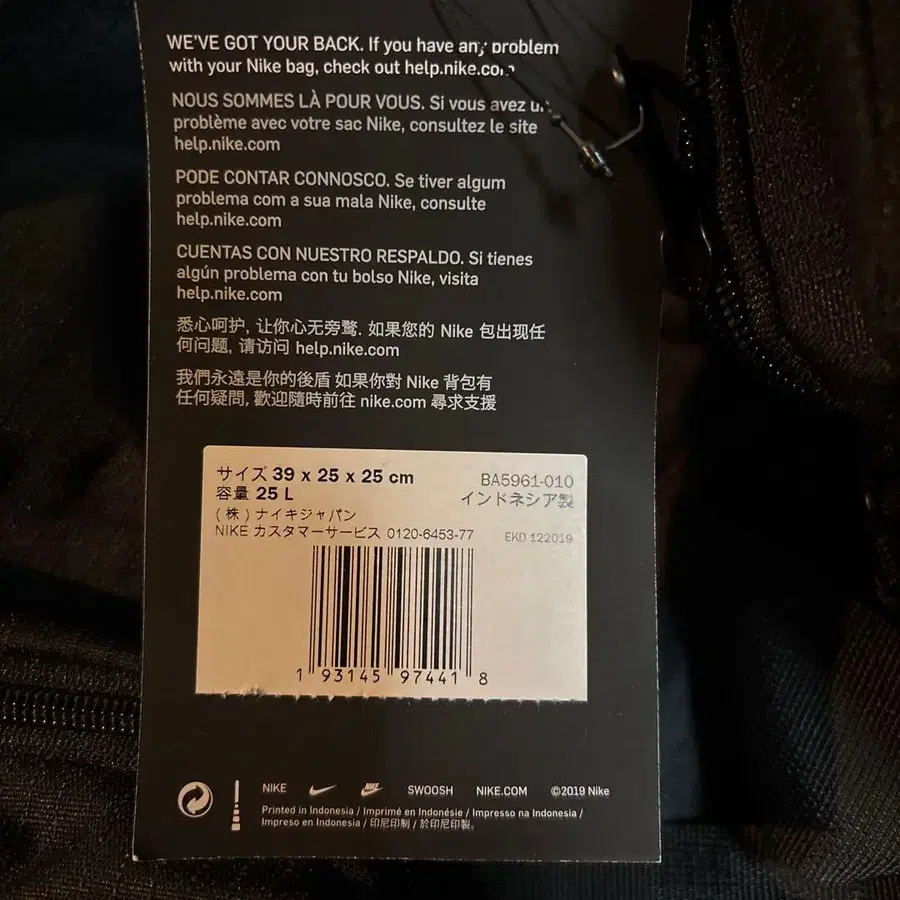 WE'VE GOT YOUR BACK. If you have any problem
with your Nike bag, check out help.nike.com
NOUS SOMMES LÀ POUR VOUS. Si vous avez un
problème avec votre sac Nike, consultez le site
help.nike.com
PODE CONTAR CONNOSCO. Se tiver algum
problema com a sua mala Nike, consulte
help.nike.com
CUENTAS CON NUESTRO RESPALDO. Si tienes
algún problema con tu bolso Nike, visita
help.nike.com
悉心呵护, 让你心无旁骛. 如果您的 Nike 包出现任
何问题, 请访问 help.nike.com
我們永遠是你的後盾 如果你對 Nike 背包有
任何疑問, 歡迎隨時前往 nike.com 尋求支援
サイズ 39 x 25 x 25 cm BA5961-010
容量 25 L インドネシア製
(株)ナイキジャパン
NIKE カスタマーサービス 0120-6453-77 EKD 122019
1 93145 97441 8
NIKE NIKE SWOOSH NIKE.COM ©2019 Nike
Printed in Indonesia / Imprimé en Indonésie / Impresso na Indonesia /
Impreso en Indonesia / 印尼印制 / 於印尼印製。